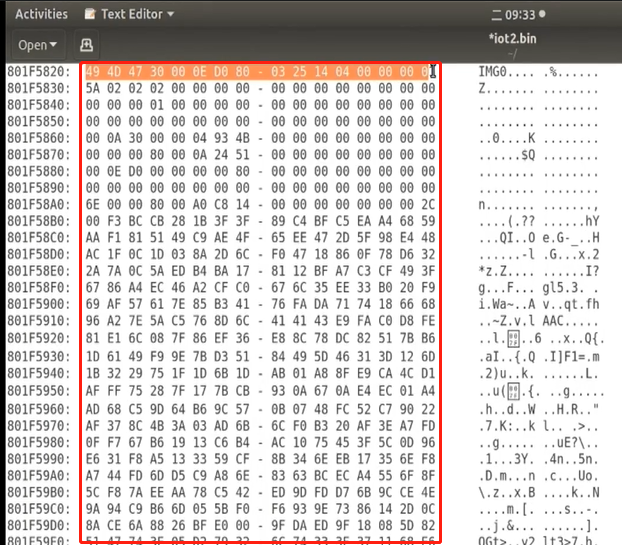 Activities Text Editor 二 09:33
Open *iot2.bin
~/
801F5820: 49 4D 47 30 00 0E D0 80 - 03 25 14 04 00 00 00 01 IMG0.... .%......
801F5830: 5A 02 02 02 00 00 00 00 - 00 00 00 00 00 00 00 00 Z....... ........
801F5840: 00 00 00 01 00 00 00 00 - 00 00 00 00 00 00 00 00 ........ ........
801F5850: 00 00 00 00 00 00 00 00 - 00 00 00 00 00 00 00 00 ........ ........
801F5860: 00 0A 30 00 00 04 93 4B - 00 00 00 00 00 00 00 00 ..0....K ........
801F5870: 00 00 00 80 00 0A 24 51 - 00 00 00 00 00 00 00 00 ......$Q ........
801F5880: 00 0E D0 00 00 00 00 80 - 00 00 00 00 00 00 00 00 ........ ........
801F5890: 00 00 00 00 00 00 00 00 - 00 00 00 00 00 00 00 00 ........ ........
801F58A0: 6E 00 00 80 00 A0 C8 14 - 00 00 00 00 00 00 00 2C n....... .......,
801F58B0: 00 F3 BC CB 28 1B 3F 3F - 89 C4 BF C5 EA A4 68 59 ....(.?? ......hY
801F58C0: AA F1 81 51 49 C9 AE 4F - 65 EE 47 2D 5F 98 E4 48 ...QI..O e.G-_..H
801F58D0: AC 1F 0C 1D 03 8A 2D 6C - F0 47 18 86 0F 78 D6 32 ......-l .G...x.2
801F58E0: 2A 7A 0C 5A ED B4 BA 17 - 81 12 BF A7 C3 CF 49 3F *z.Z.... ......I?
801F58F0: 67 86 A4 EC 46 A2 CF C0 - 67 6C 35 EE 33 B0 20 F9 g...F... gl5.3. .
801F5900: 69 AF 57 61 7E 85 B3 41 - 76 FA DA 71 74 18 66 68 i.Wa~..A v..qt.fh
801F5910: 96 A2 7E 5A C5 76 8D 6C - 41 41 43 E9 FA C0 D8 FE ..~Z.v.l AAC.....
801F5920: 81 E1 6C 08 7F 86 EF 36 - E8 8C 78 DC 82 51 7B B6 ..l...6 ..x..Q{.
801F5930: 1D 61 49 F9 9E 7B D3 51 - 84 49 5D 46 31 3D 12 6D .aI..{.Q .I]F1=.m
801F5940: 1B 32 29 75 1F 1D 6B 1D - AB 01 A8 8F E9 CA 4C D1 .2)u..k. ......L.
801F5950: AF FF 75 28 7F 17 7B CB - 93 0A 67 0A E4 EC 01 A4 ..u(.{. ..g.....
801F5960: AD 68 C5 9D 64 B6 9C 57 - 0B 07 48 FC 52 C7 90 22 .h..d..W ..H.R.."
801F5970: AF 37 8C 4B 3A 03 AD 6B - 6C F0 B3 20 AF 3E A7 FD .7.K:..k l.. .>..
801F5980: 0F F7 67 B6 19 13 C6 B4 - AC 10 75 45 3F 5C 0D 96 ..g..... ..uE?\..
801F5990: E6 31 F8 A5 13 33 59 CF - 8B 34 6E EB 17 35 6E F8 .1...3Y. .4n..5n.
801F59A0: A7 44 FD 6D D5 C9 A8 6E - 83 63 BC EC A4 55 6F 8F .D.m...n .c...Uo.
801F59B0: 5C F8 7A EE AA 78 C5 42 - ED 9D FD D7 6B 9C CE 4E \.z..x.B ....k..N
801F59C0: 9A 94 C9 B6 6D 05 5B F0 - F6 93 9E 73 86 14 2D 0C ....m.[. ...s..-.
801F59D0: 8A CE 6A 88 26 BF E0 00 - 9F DA ED 9F 18 08 5D 82 ..j.&... ......].